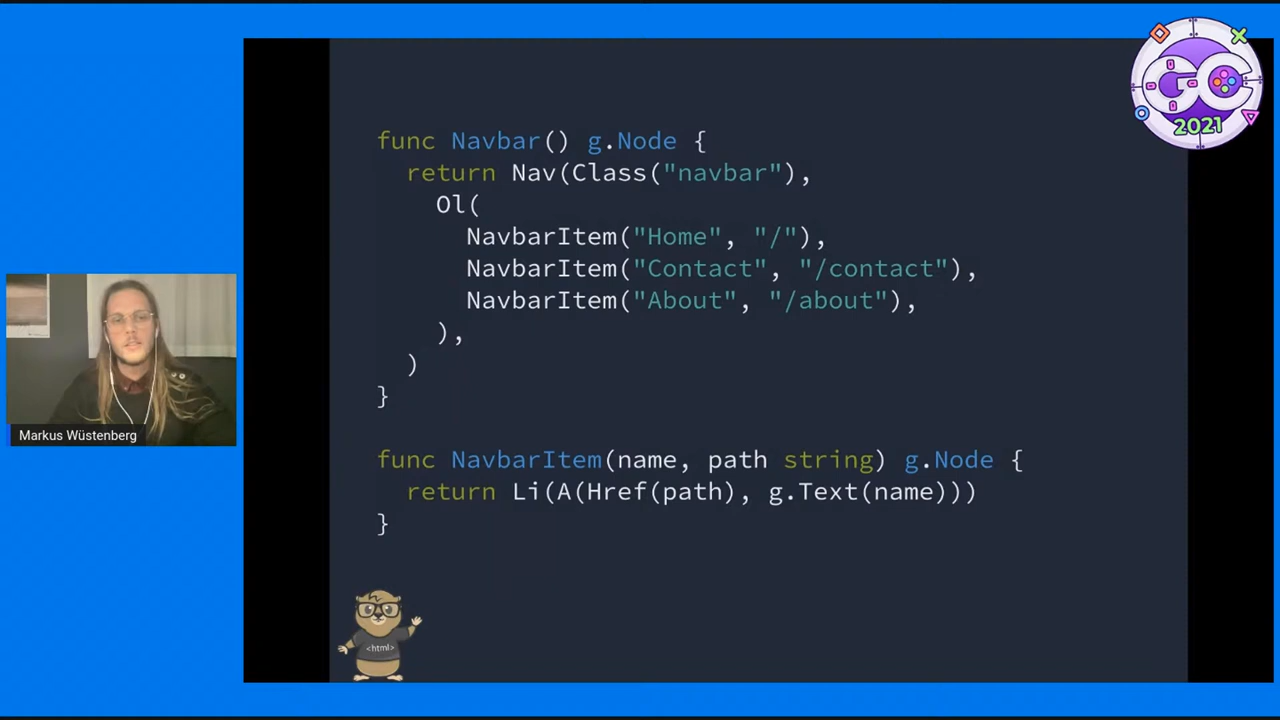 GC
2021
func Navbar() g.Node {
  return Nav(Class("navbar"),
    Ol(
      NavbarItem("Home", "/"),
      NavbarItem("Contact", "/contact"),
      NavbarItem("About", "/about"),
    ),
  )
}
func NavbarItem(name, path string) g.Node {
  return Li(A(Href(path), g.Text(name)))
}
<html>
Markus Wüstenberg